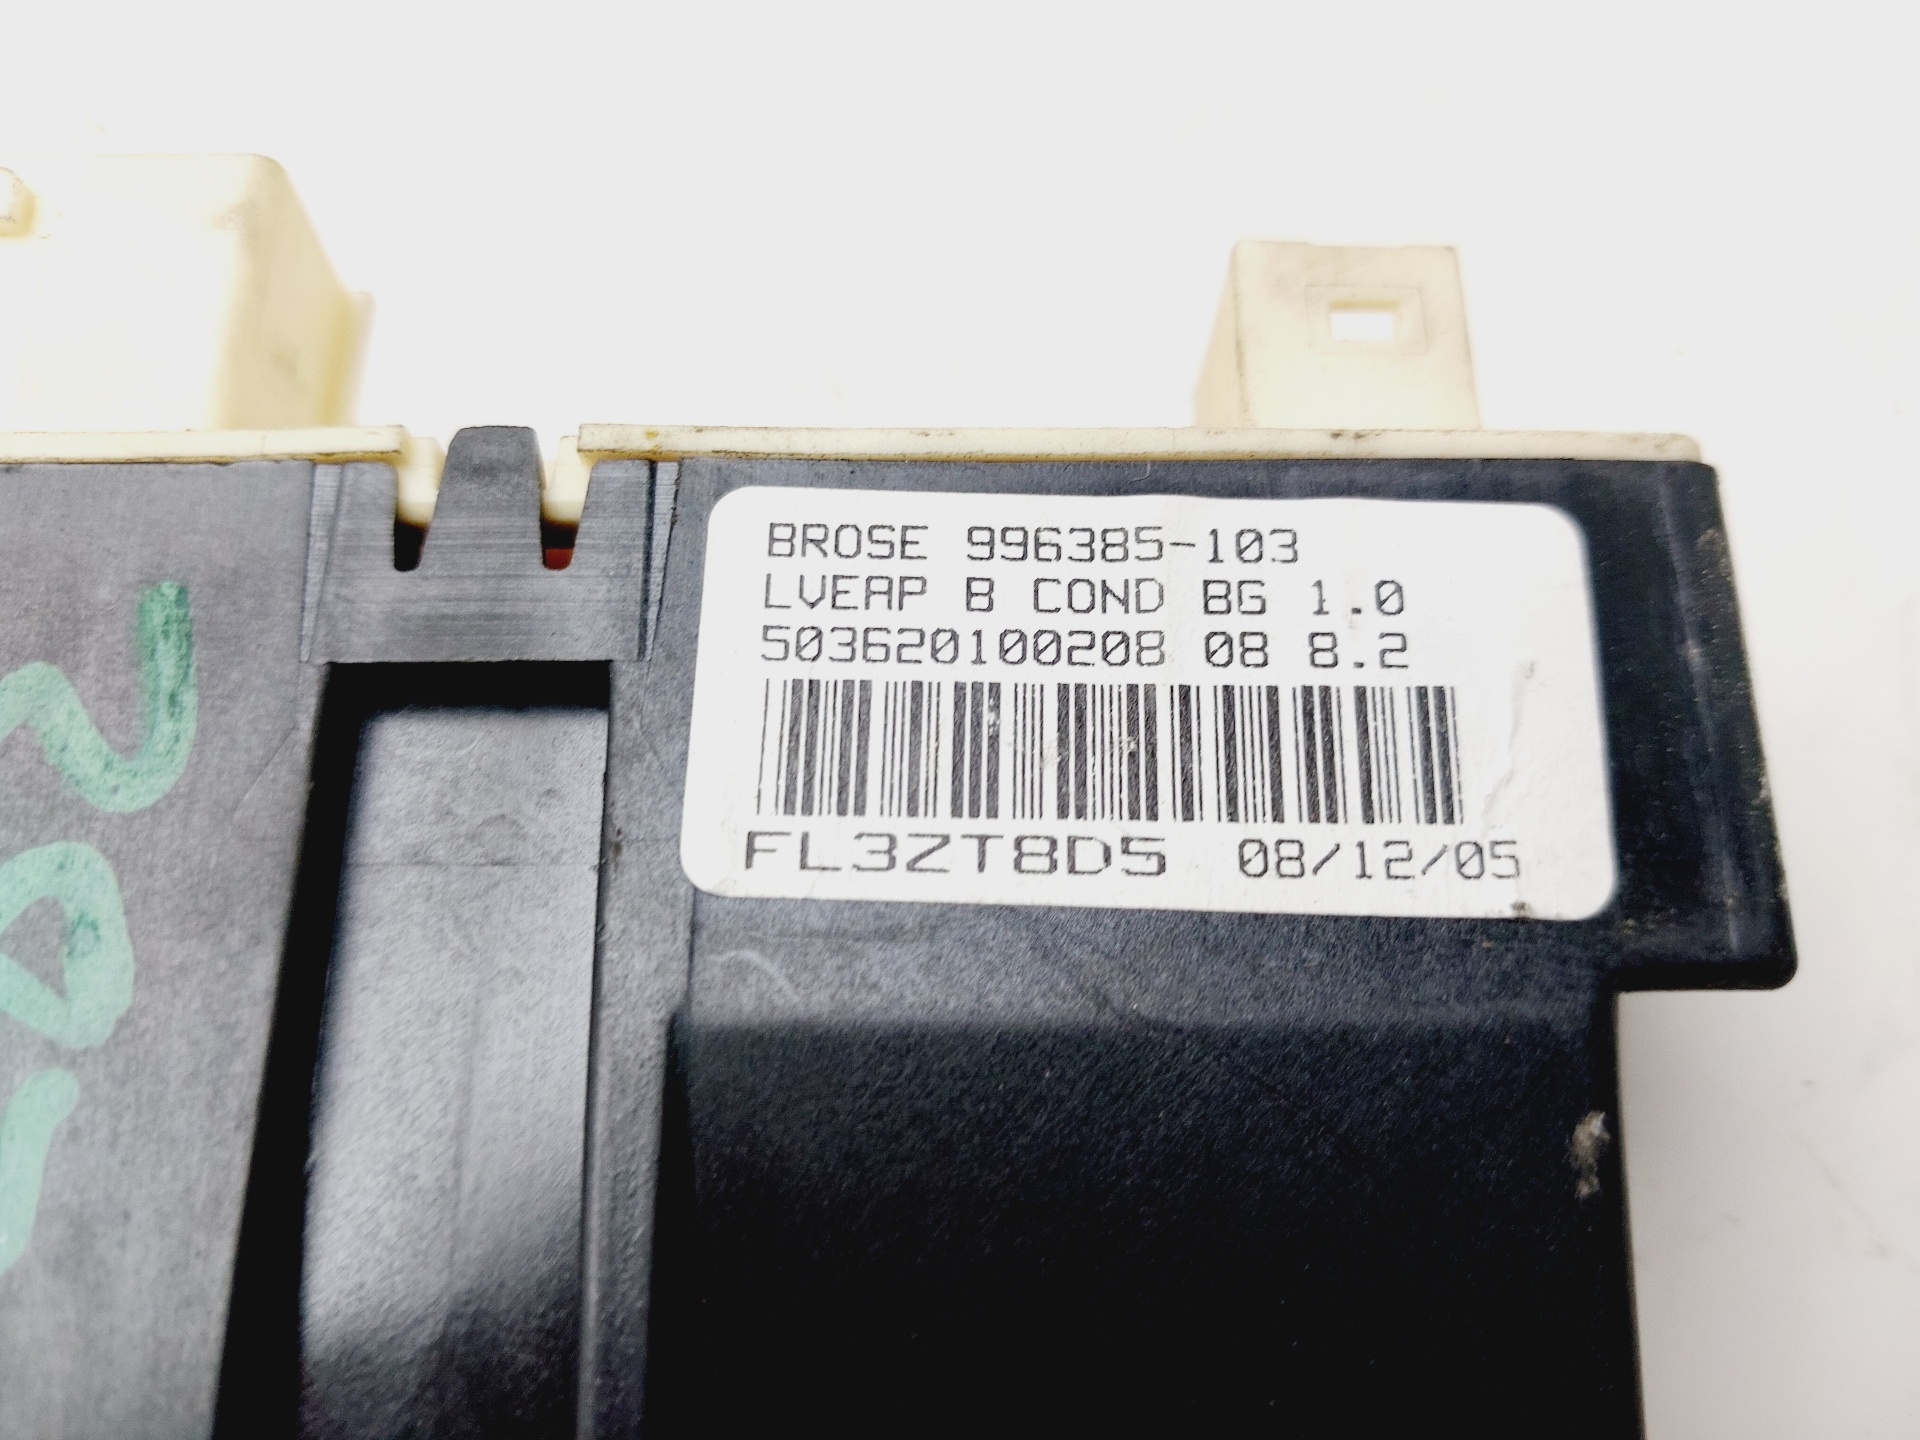 BROSE 996385-103
LVEAP B COND BG 1.0
503620100208 08 8.2
FL3ZT8D5 08/12/05